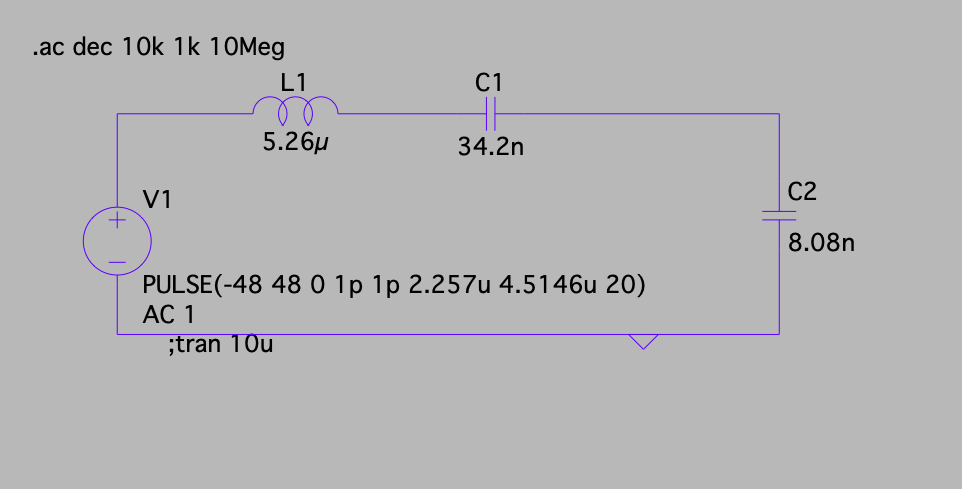 .ac dec 10k 1k 10Meg
L1
C1
5.26µ
34.2n
V1
C2
8.08n
PULSE(-48 48 0 1p 1p 2.257u 4.5146u 20)
AC 1
;tran 10u